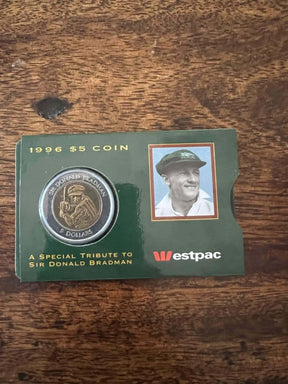 1996 $5 COIN
SIR DONALD BRADMAN
5 DOLLARS
A SPECIAL TRIBUTE TO
SIR DONALD BRADMAN
Westpac